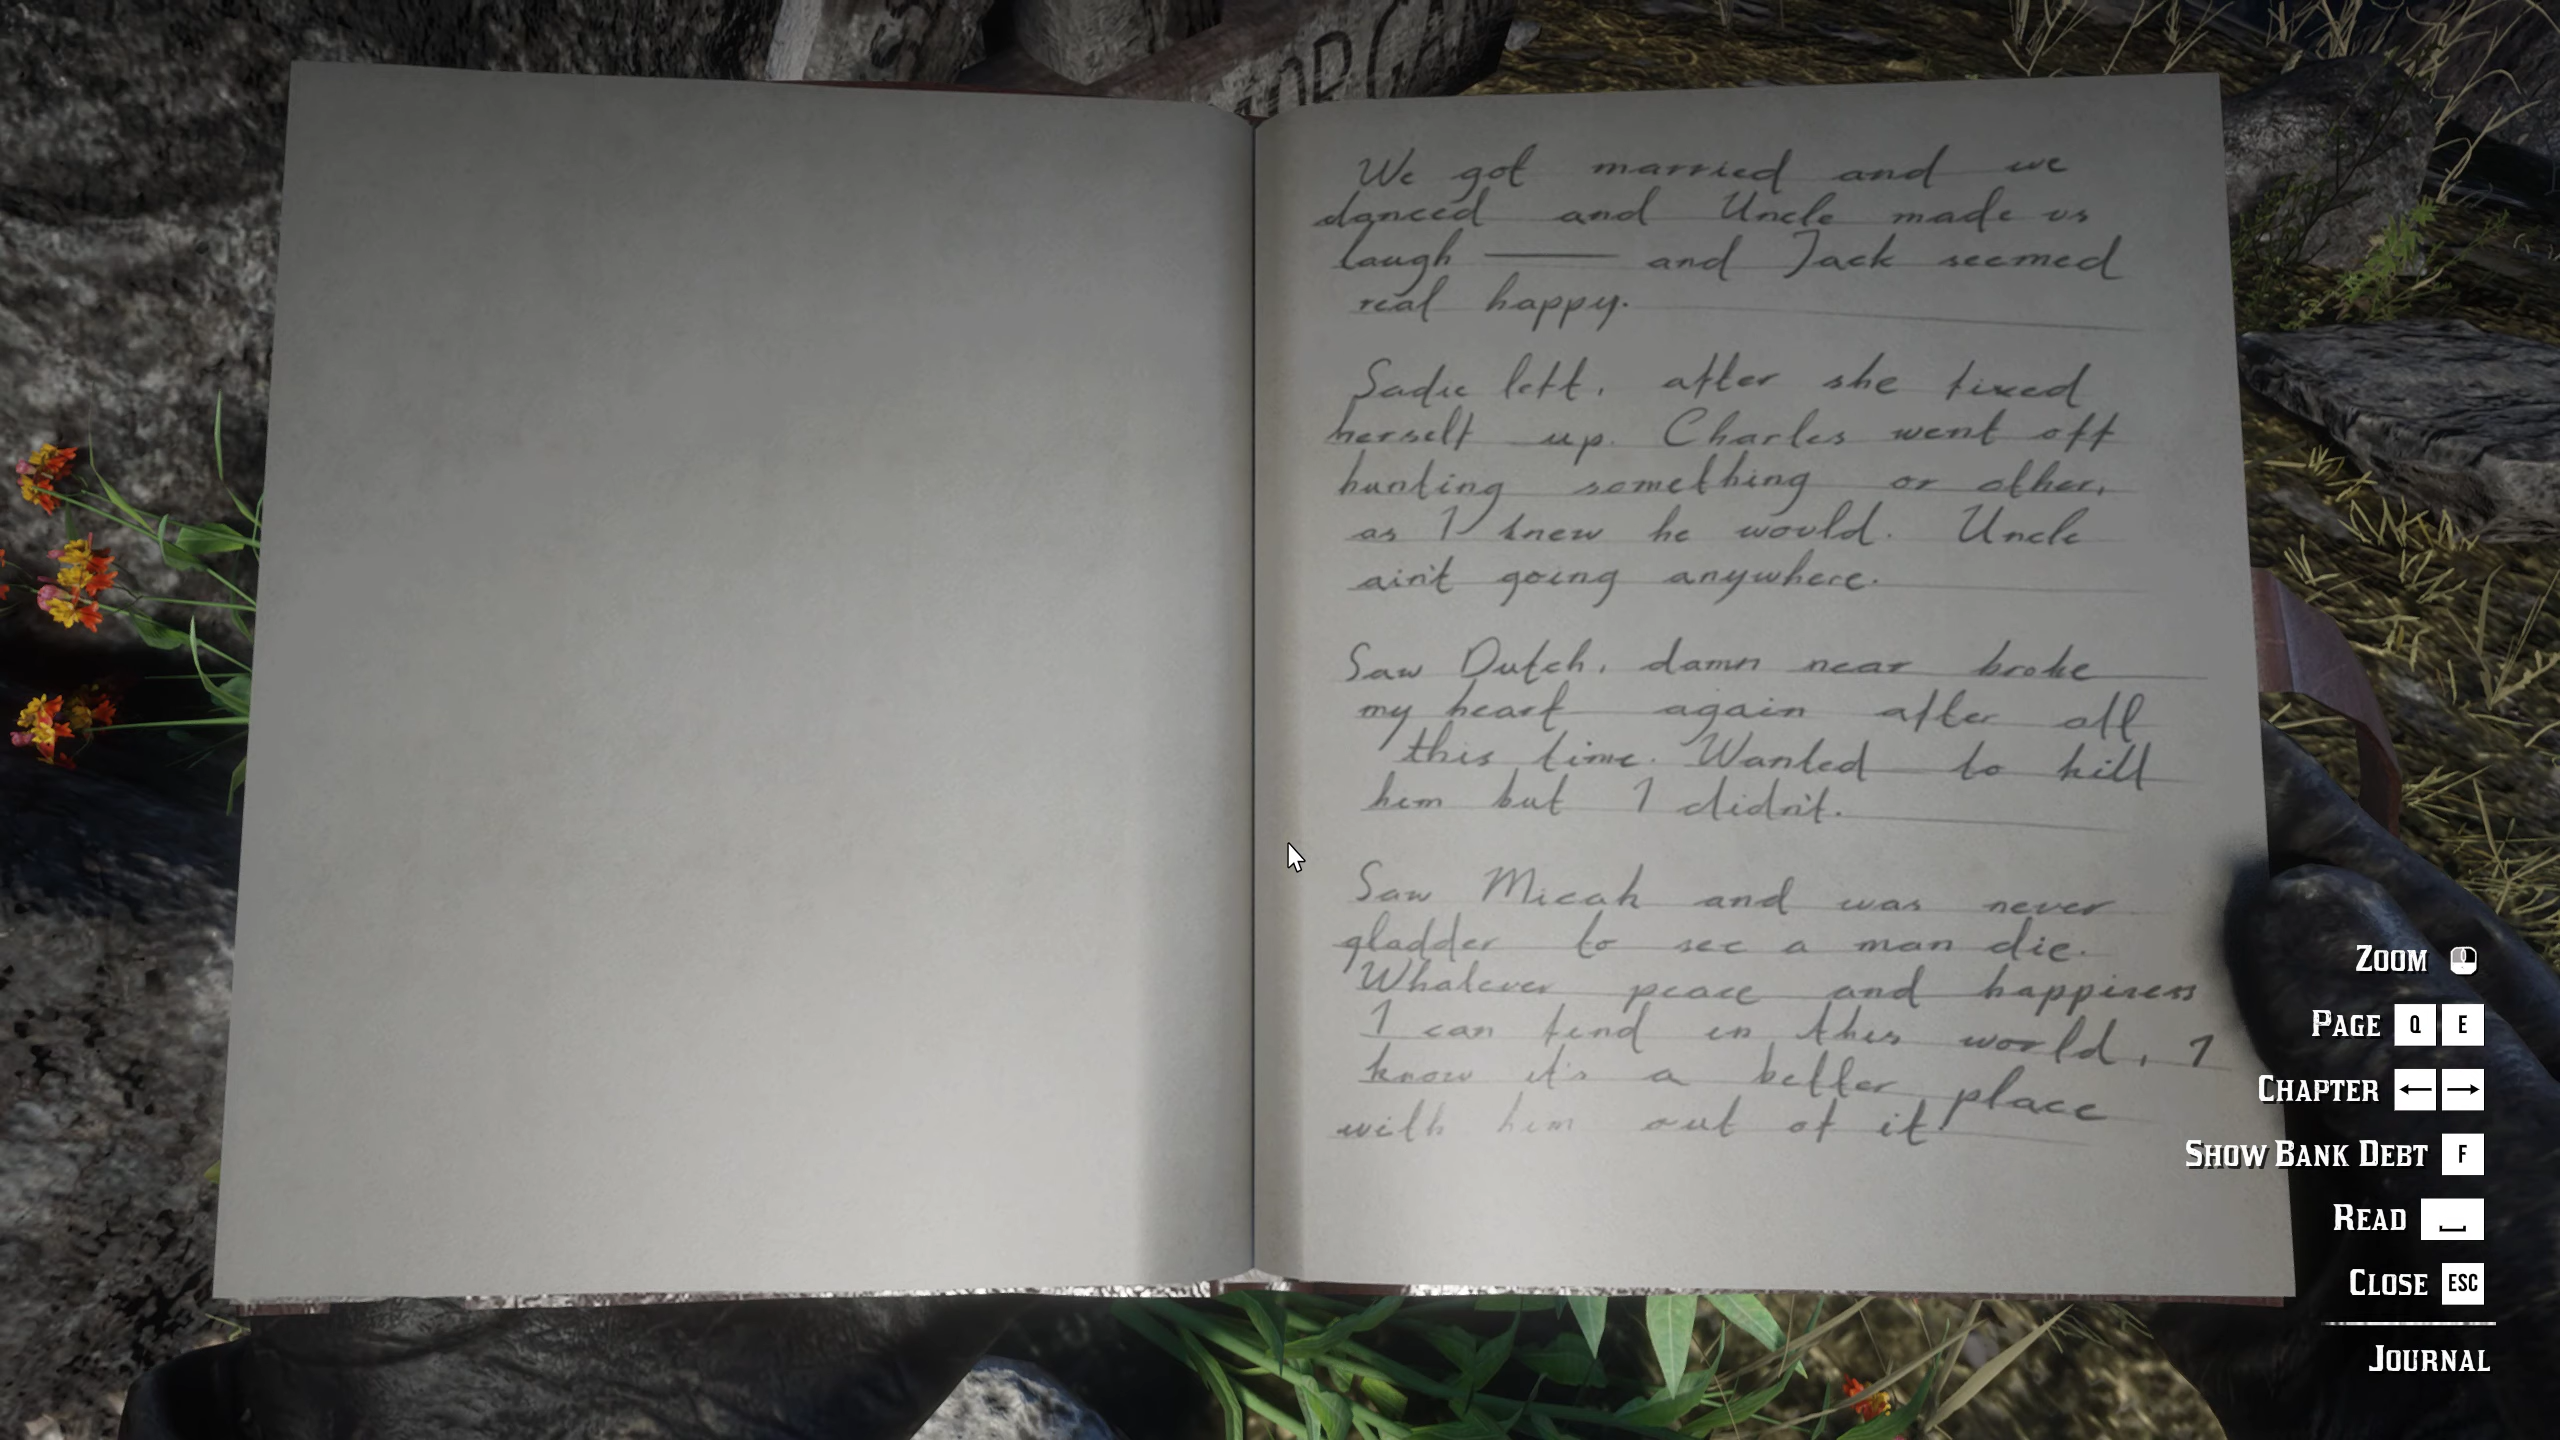 MORGAN
We got married and we
danced and Uncle made us
laugh — and Jack seemed
real happy.
Sadie left, after she fixed
herself up. Charles went off
hunting something or other,
as I knew he would. Uncle
ain't going anywhere.
Saw Dutch, damn near broke
my heart again after all
this time. Wanted to kill
him but I didn't.
Saw Micah and was never
gladder to see a man die.
Whatever peace and happiness
I can find in this world, I
know it's a better place
with him out of it.
ZOOM
PAGE Q E
CHAPTER ← →
SHOW BANK DEBT F
READ
CLOSE ESC
JOURNAL